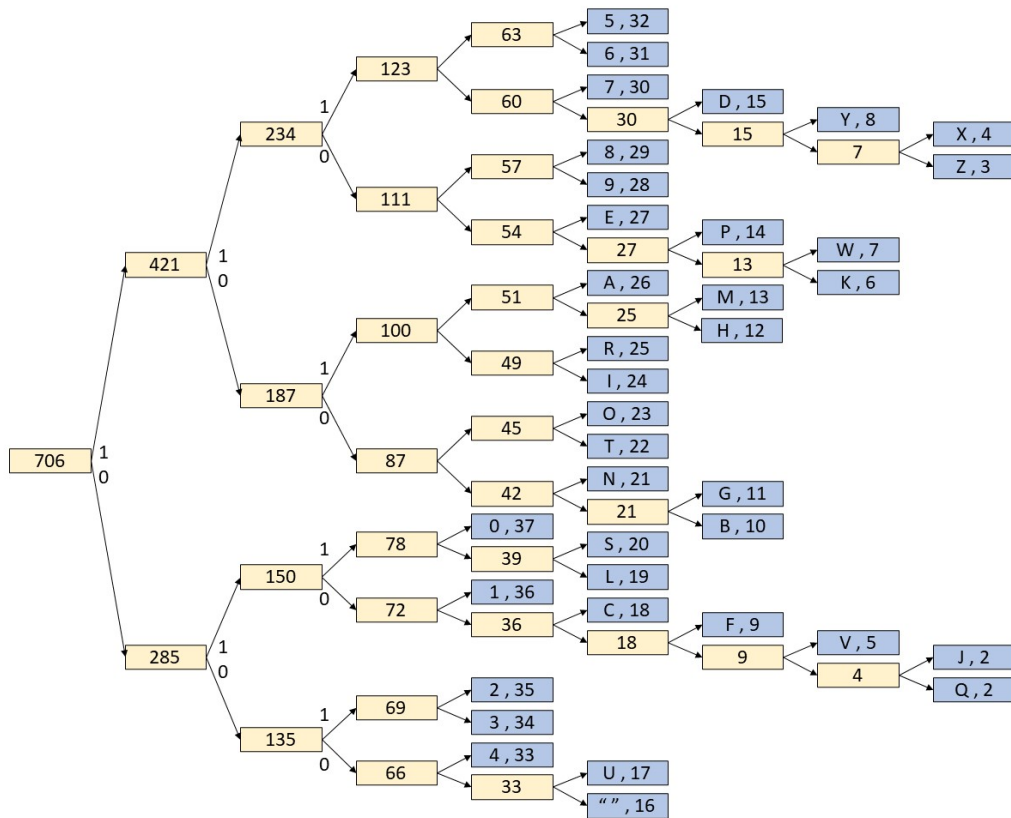 5 , 32
63
6 , 31
123
7 , 30
1
60
D , 15
30
Y , 8
234
15
X , 4
0
7
8 , 29
Z , 3
57
9 , 28
111
E , 27
54
P , 14
27
W , 7
1
13
421
0
K , 6
A , 26
51
M , 13
25
100
H , 12
R , 25
49
1
I , 24
187
0
O , 23
45
T , 22
1
87
706
0
N , 21
42
G , 11
21
0 , 37
B , 10
78
S , 20
1
39
150
L , 19
0
1 , 36
72
C , 18
36
F , 9
1
18
V , 5
285
9
J , 2
0
4
2 , 35
Q , 2
69
3 , 34
1
135
4 , 33
0
66
U , 17
33
“ ” , 16